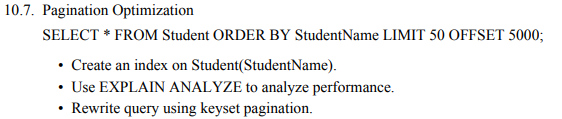 10.7. Pagination Optimization
SELECT * FROM Student ORDER BY StudentName LIMIT 50 OFFSET 5000;
• Create an index on Student(StudentName).
• Use EXPLAIN ANALYZE to analyze performance.
• Rewrite query using keyset pagination.